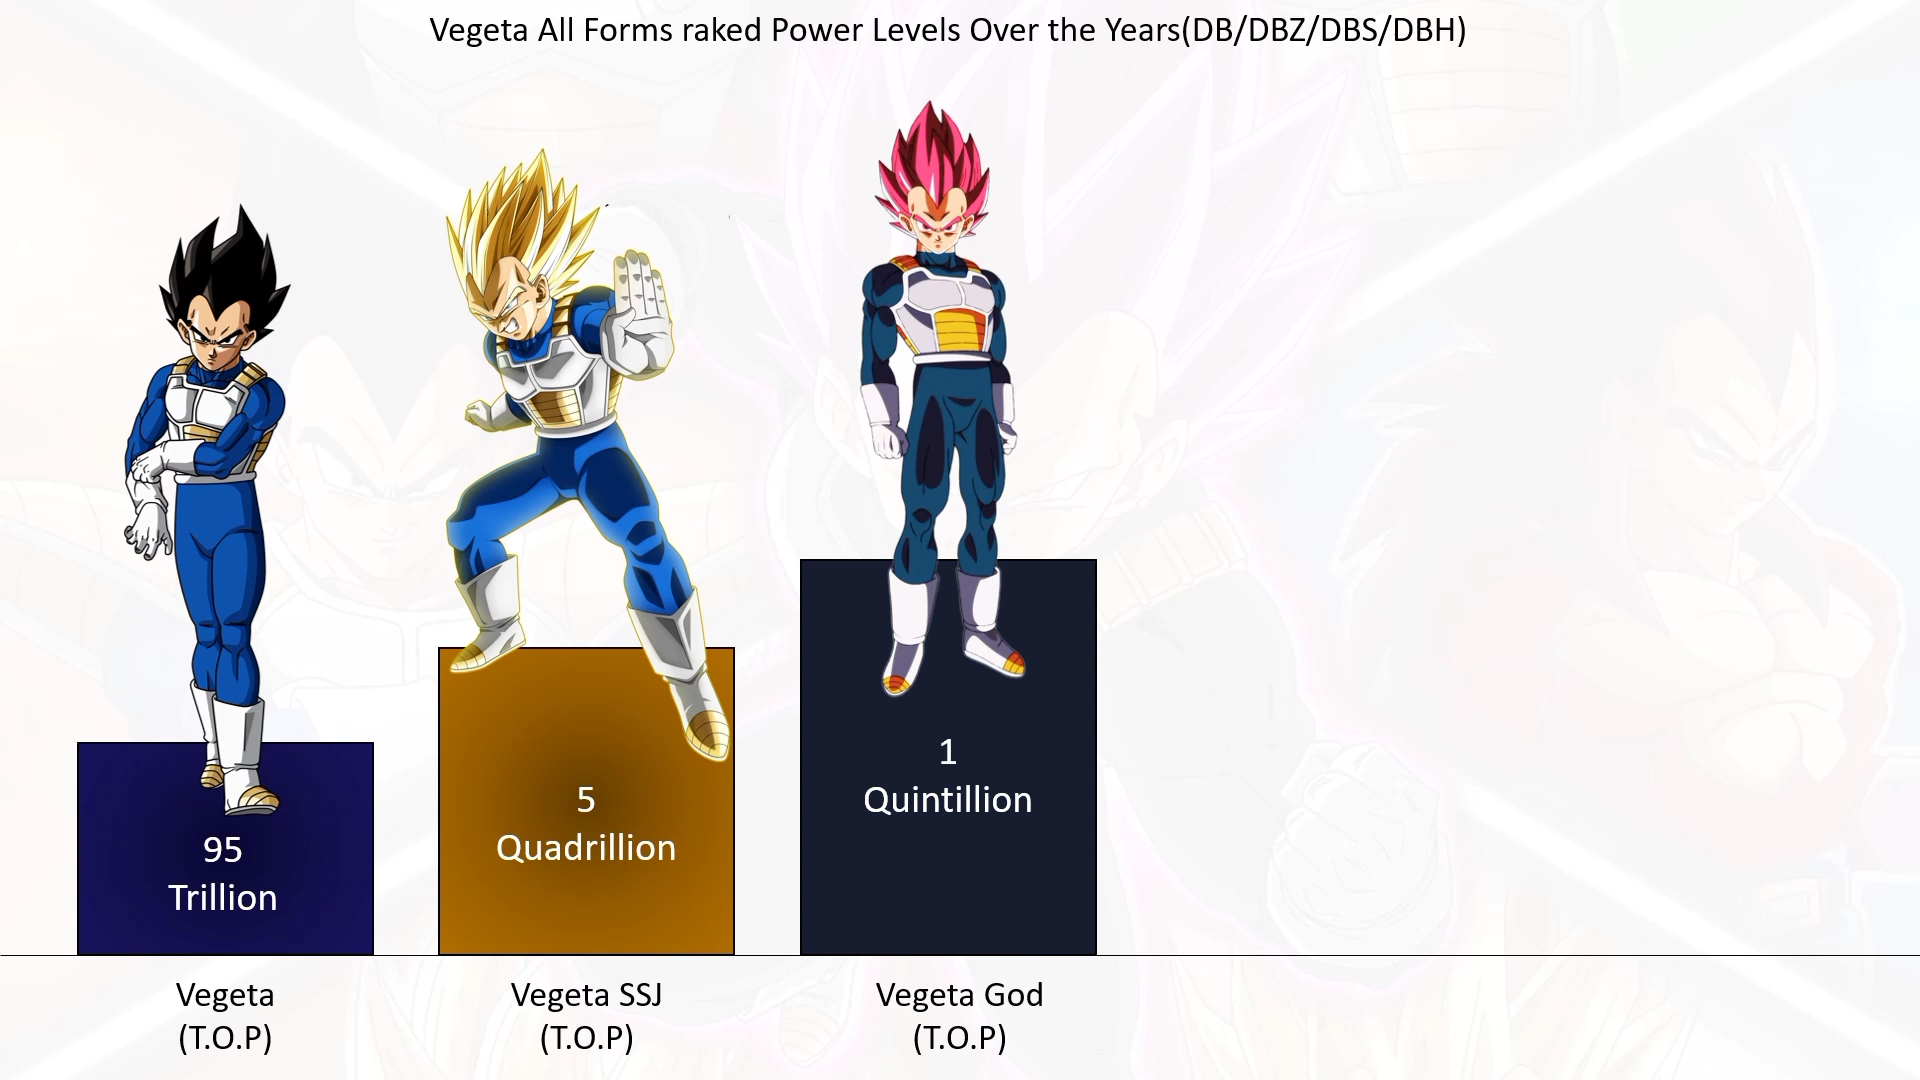 Vegeta All Forms raked Power Levels Over the Years(DB/DBZ/DBS/DBH)
95
Trillion
5
Quadrillion
1
Quintillion
Vegeta
(T.O.P)
Vegeta SSJ
(T.O.P)
Vegeta God
(T.O.P)